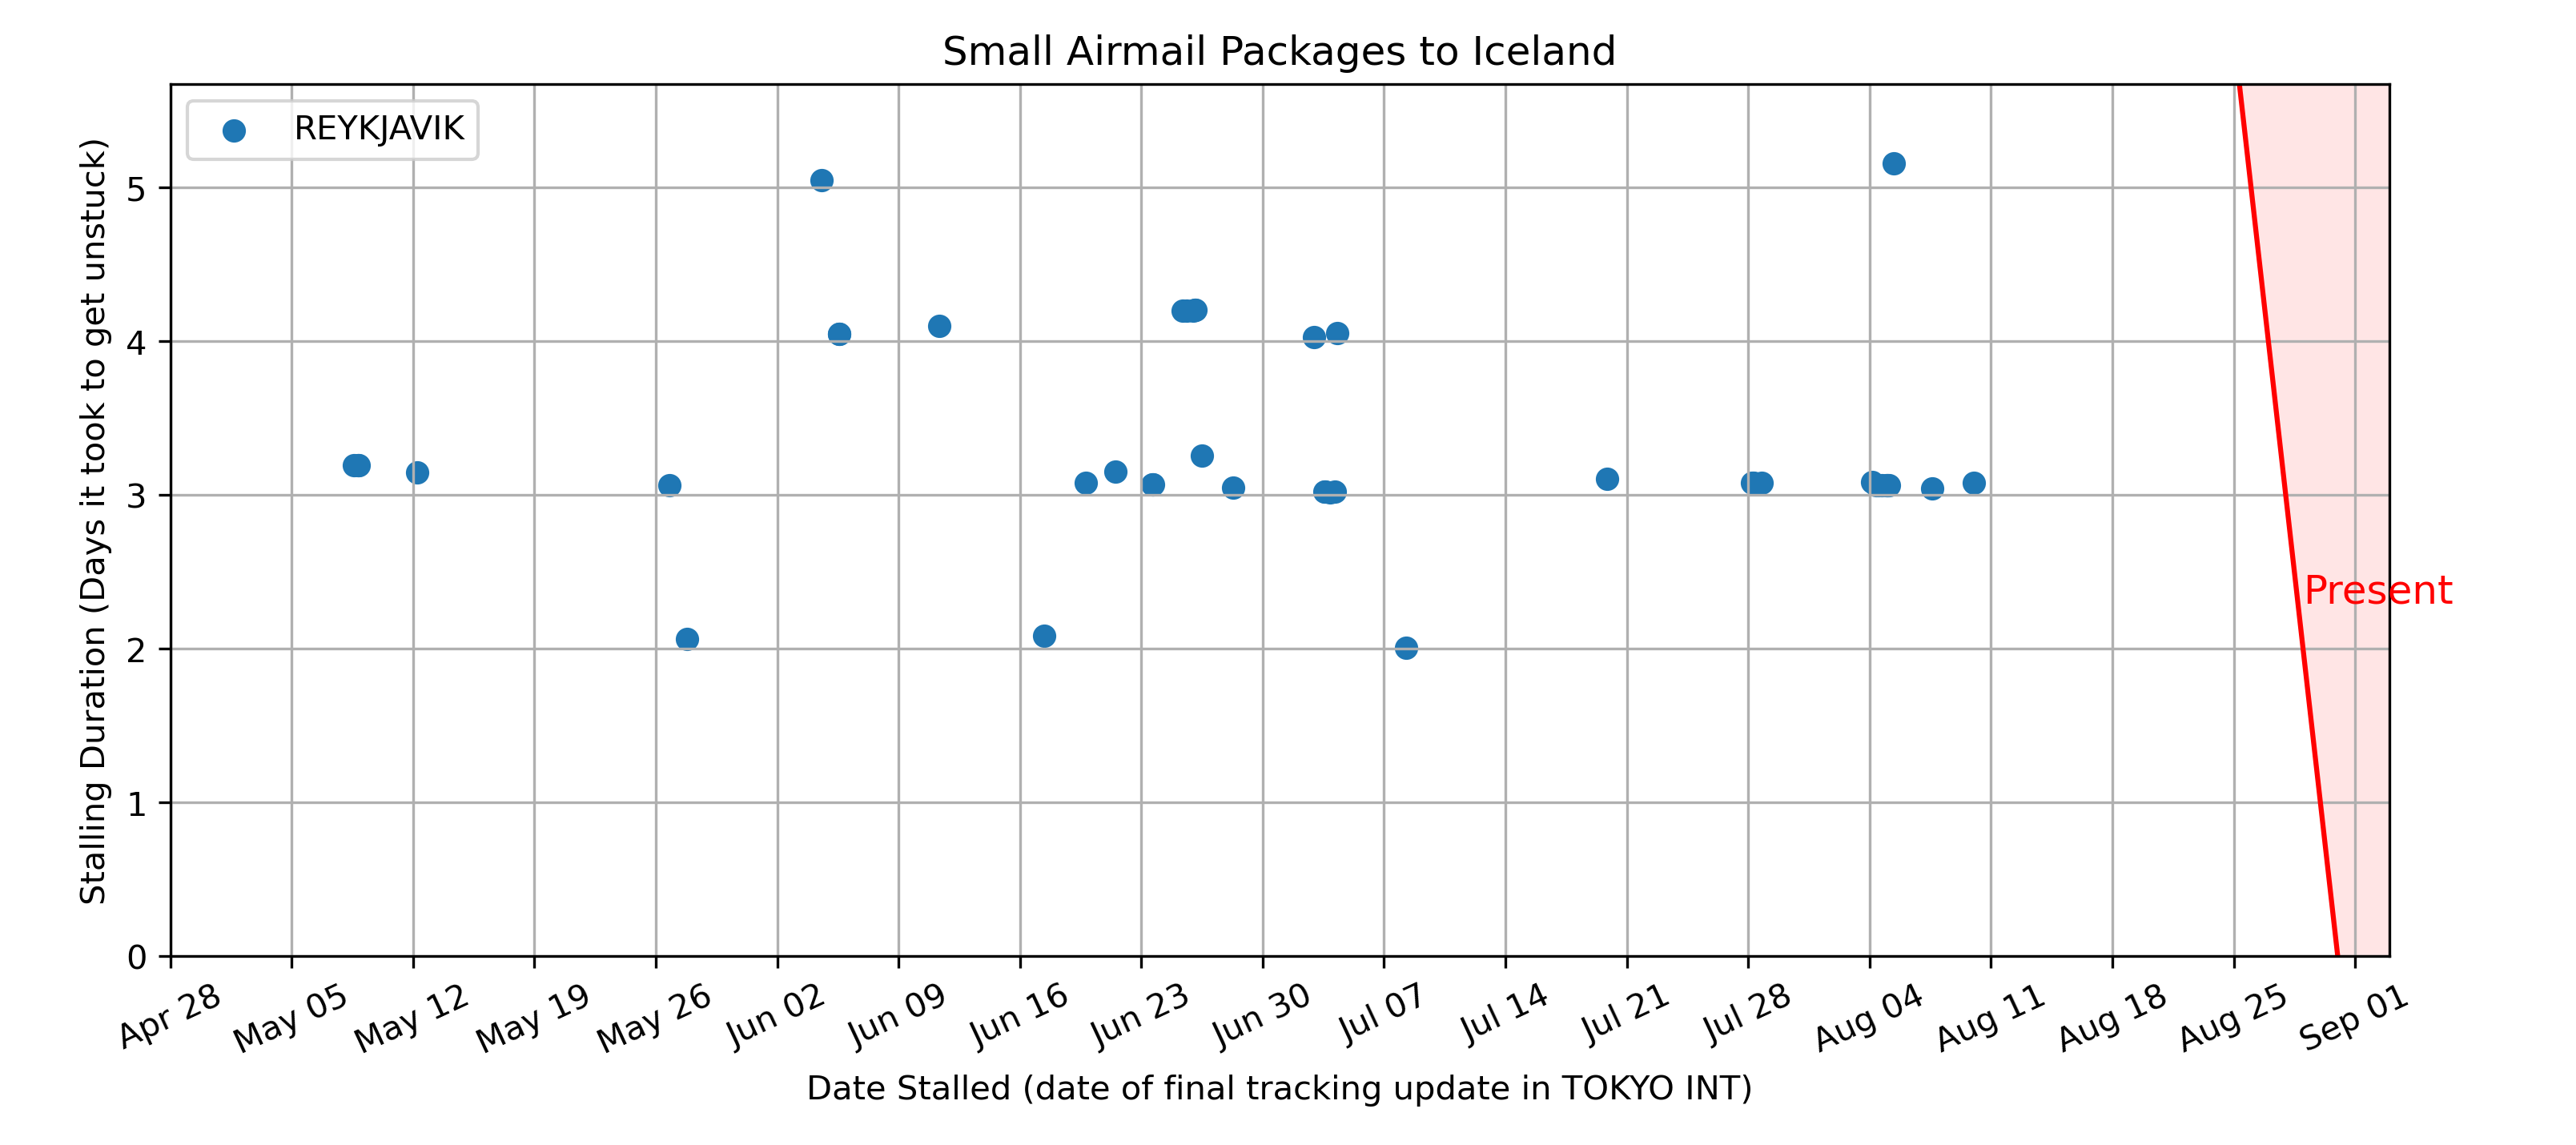 Small Airmail Packages to Iceland
REYKJAVIK
Stalling Duration (Days it took to get unstuck)
5
4
3
2
1
0
Present
Apr 28 May 05 May 12 May 19 May 26 Jun 02 Jun 09 Jun 16 Jun 23 Jun 30 Jul 07 Jul 14 Jul 21 Jul 28 Aug 04 Aug 11 Aug 18 Aug 25 Sep 01
Date Stalled (date of final tracking update in TOKYO INT)